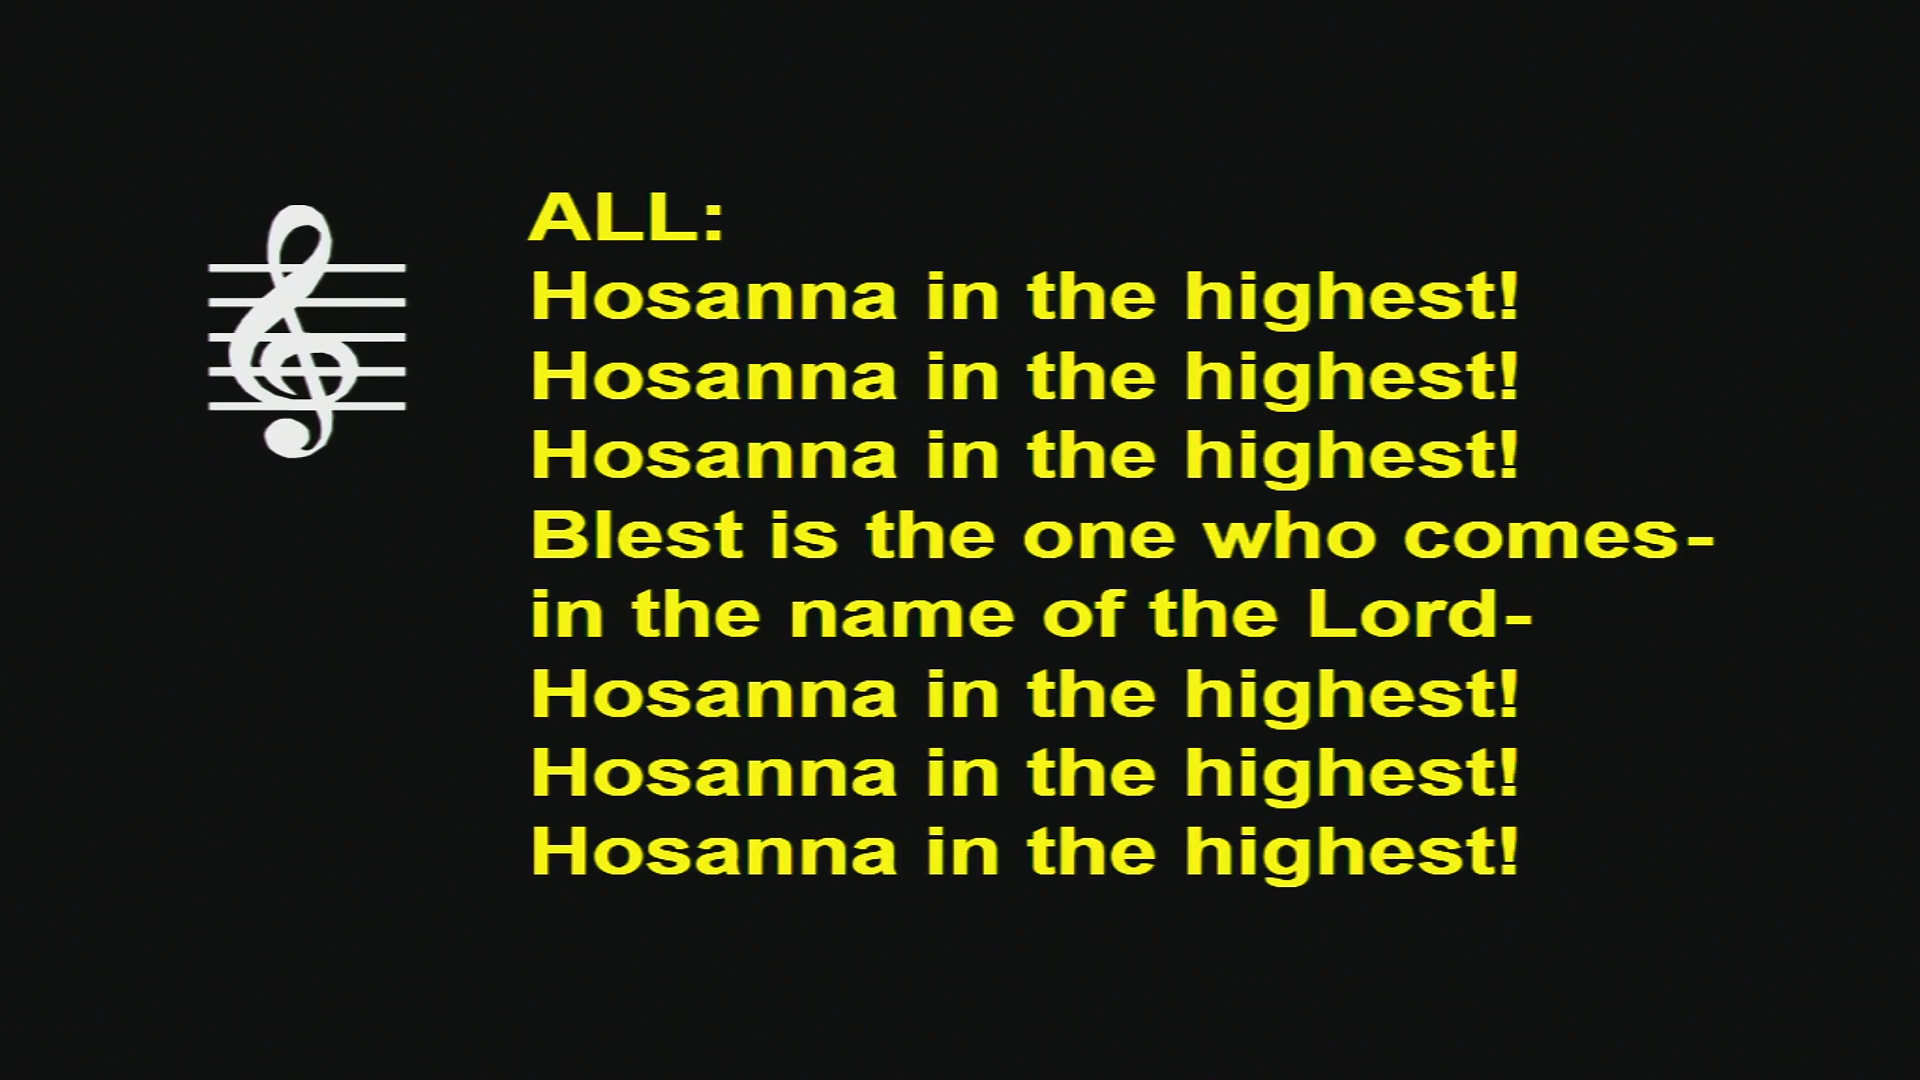 ALL:
Hosanna in the highest!
Hosanna in the highest!
Hosanna in the highest!
Blest is the one who comes-
in the name of the Lord-
Hosanna in the highest!
Hosanna in the highest!
Hosanna in the highest!